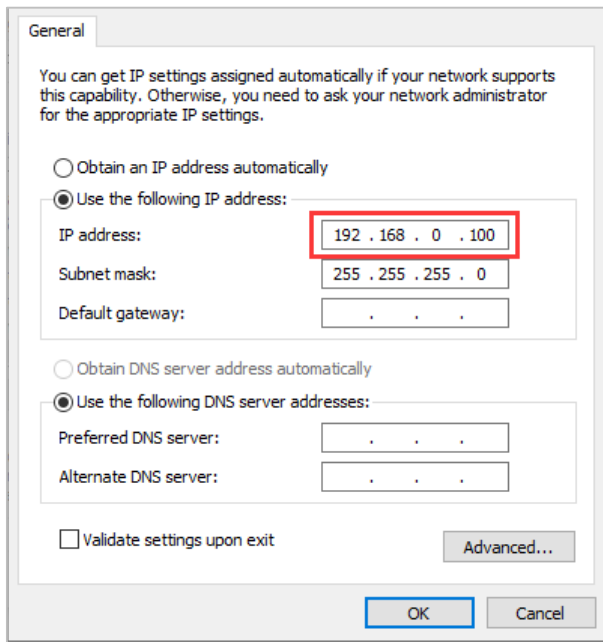 General
You can get IP settings assigned automatically if your network supports
this capability. Otherwise, you need to ask your network administrator
for the appropriate IP settings.
Obtain an IP address automatically
Use the following IP address:
IP address: 192 . 168 . 0 . 100
Subnet mask: 255 . 255 . 255 . 0
Default gateway: . . .
Obtain DNS server address automatically
Use the following DNS server addresses:
Preferred DNS server: . . .
Alternate DNS server: . . .
Validate settings upon exit
Advanced...
OK Cancel